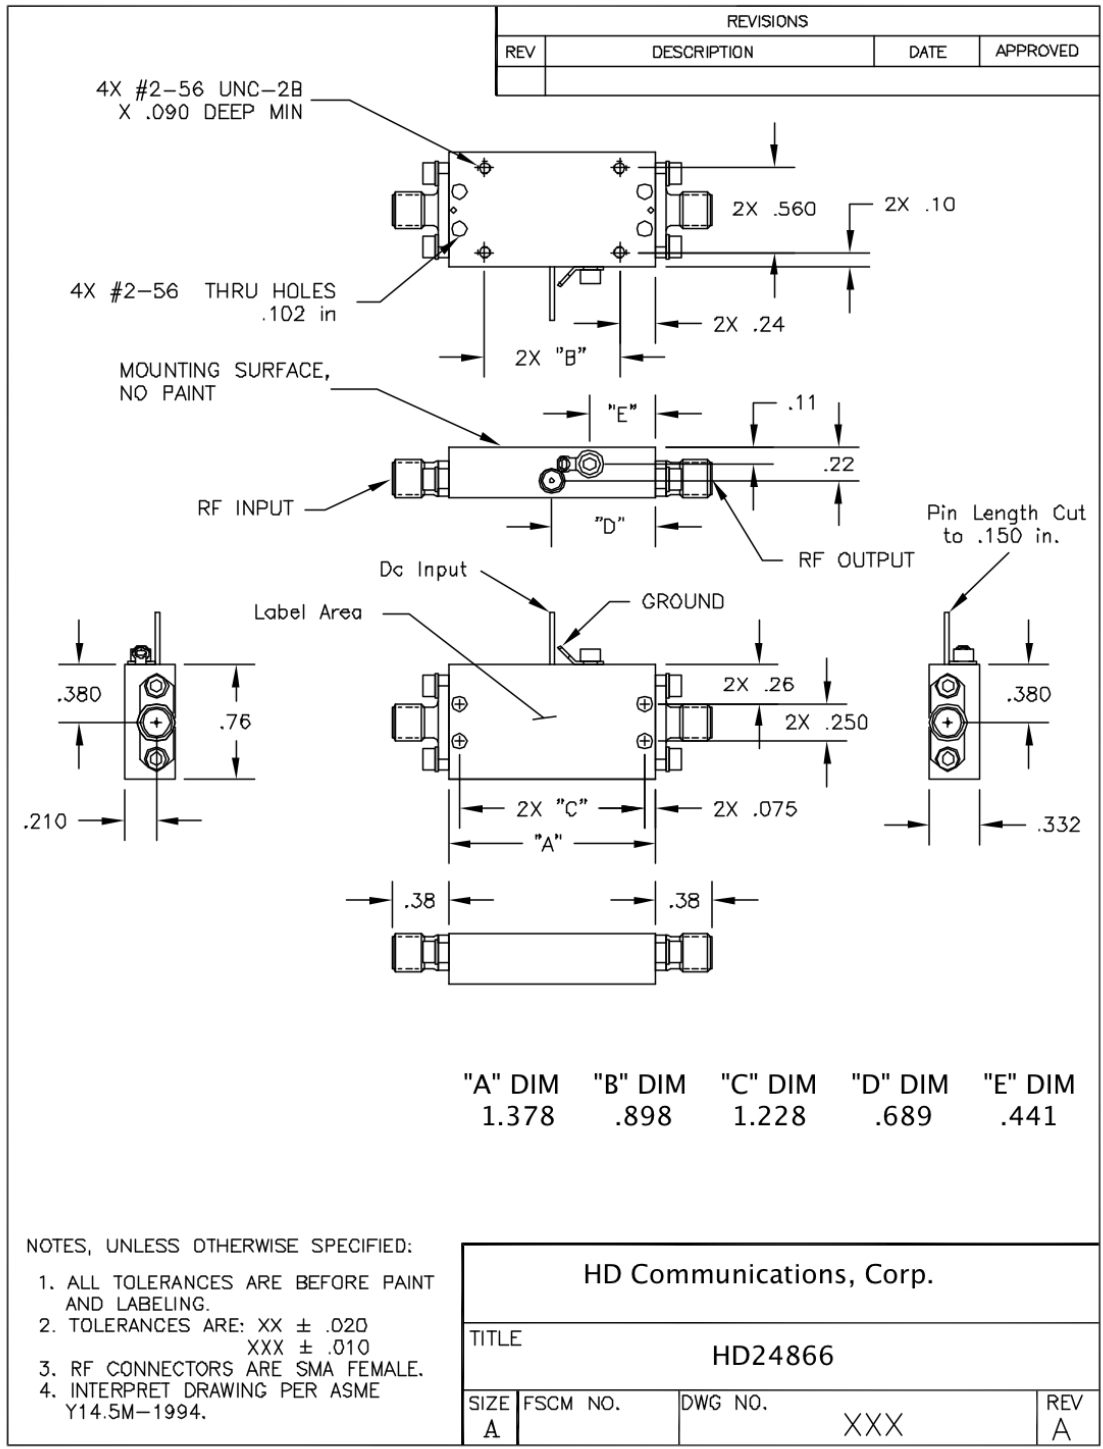 REVISIONS
REV DESCRIPTION DATE APPROVED
4X #2-56 UNC-2B
X .090 DEEP MIN
2X .560
2X .10
4X #2-56 THRU HOLES
.102 in
2X .24
2X "B"
MOUNTING SURFACE,
NO PAINT
"E"
.11
.22
RF INPUT
"D"
RF OUTPUT
Pin Length Cut
to .150 in.
Dc Input
GROUND
Label Area
.380
.76
2X .26
2X .250
.380
.210
2X "C"
2X .075
.332
"A"
.38
.38
"A" DIM "B" DIM "C" DIM "D" DIM "E" DIM
1.378 .898 1.228 .689 .441
NOTES, UNLESS OTHERWISE SPECIFIED:
1. ALL TOLERANCES ARE BEFORE PAINT
AND LABELING.
2. TOLERANCES ARE: XX ± .020
XXX ± .010
3. RF CONNECTORS ARE SMA FEMALE.
4. INTERPRET DRAWING PER ASME
Y14.5M-1994.
HD Communications, Corp.
TITLE
HD24866
SIZE FSCM NO. DWG NO. REV
A XXX A